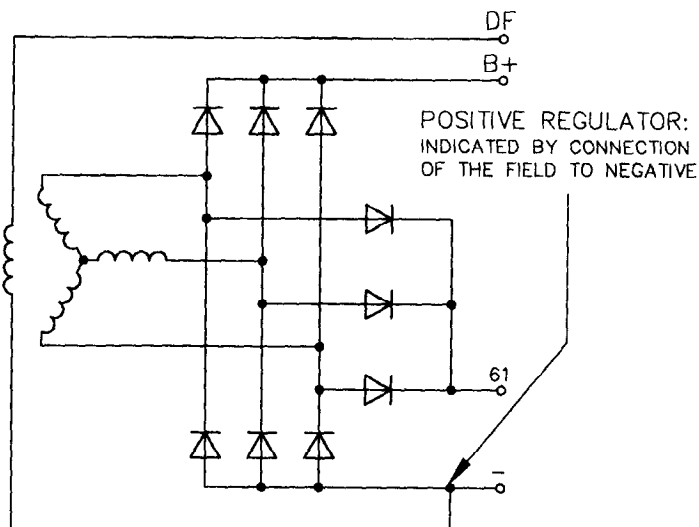 DF
B+
POSITIVE REGULATOR:
INDICATED BY CONNECTION
OF THE FIELD TO NEGATIVE
61
−